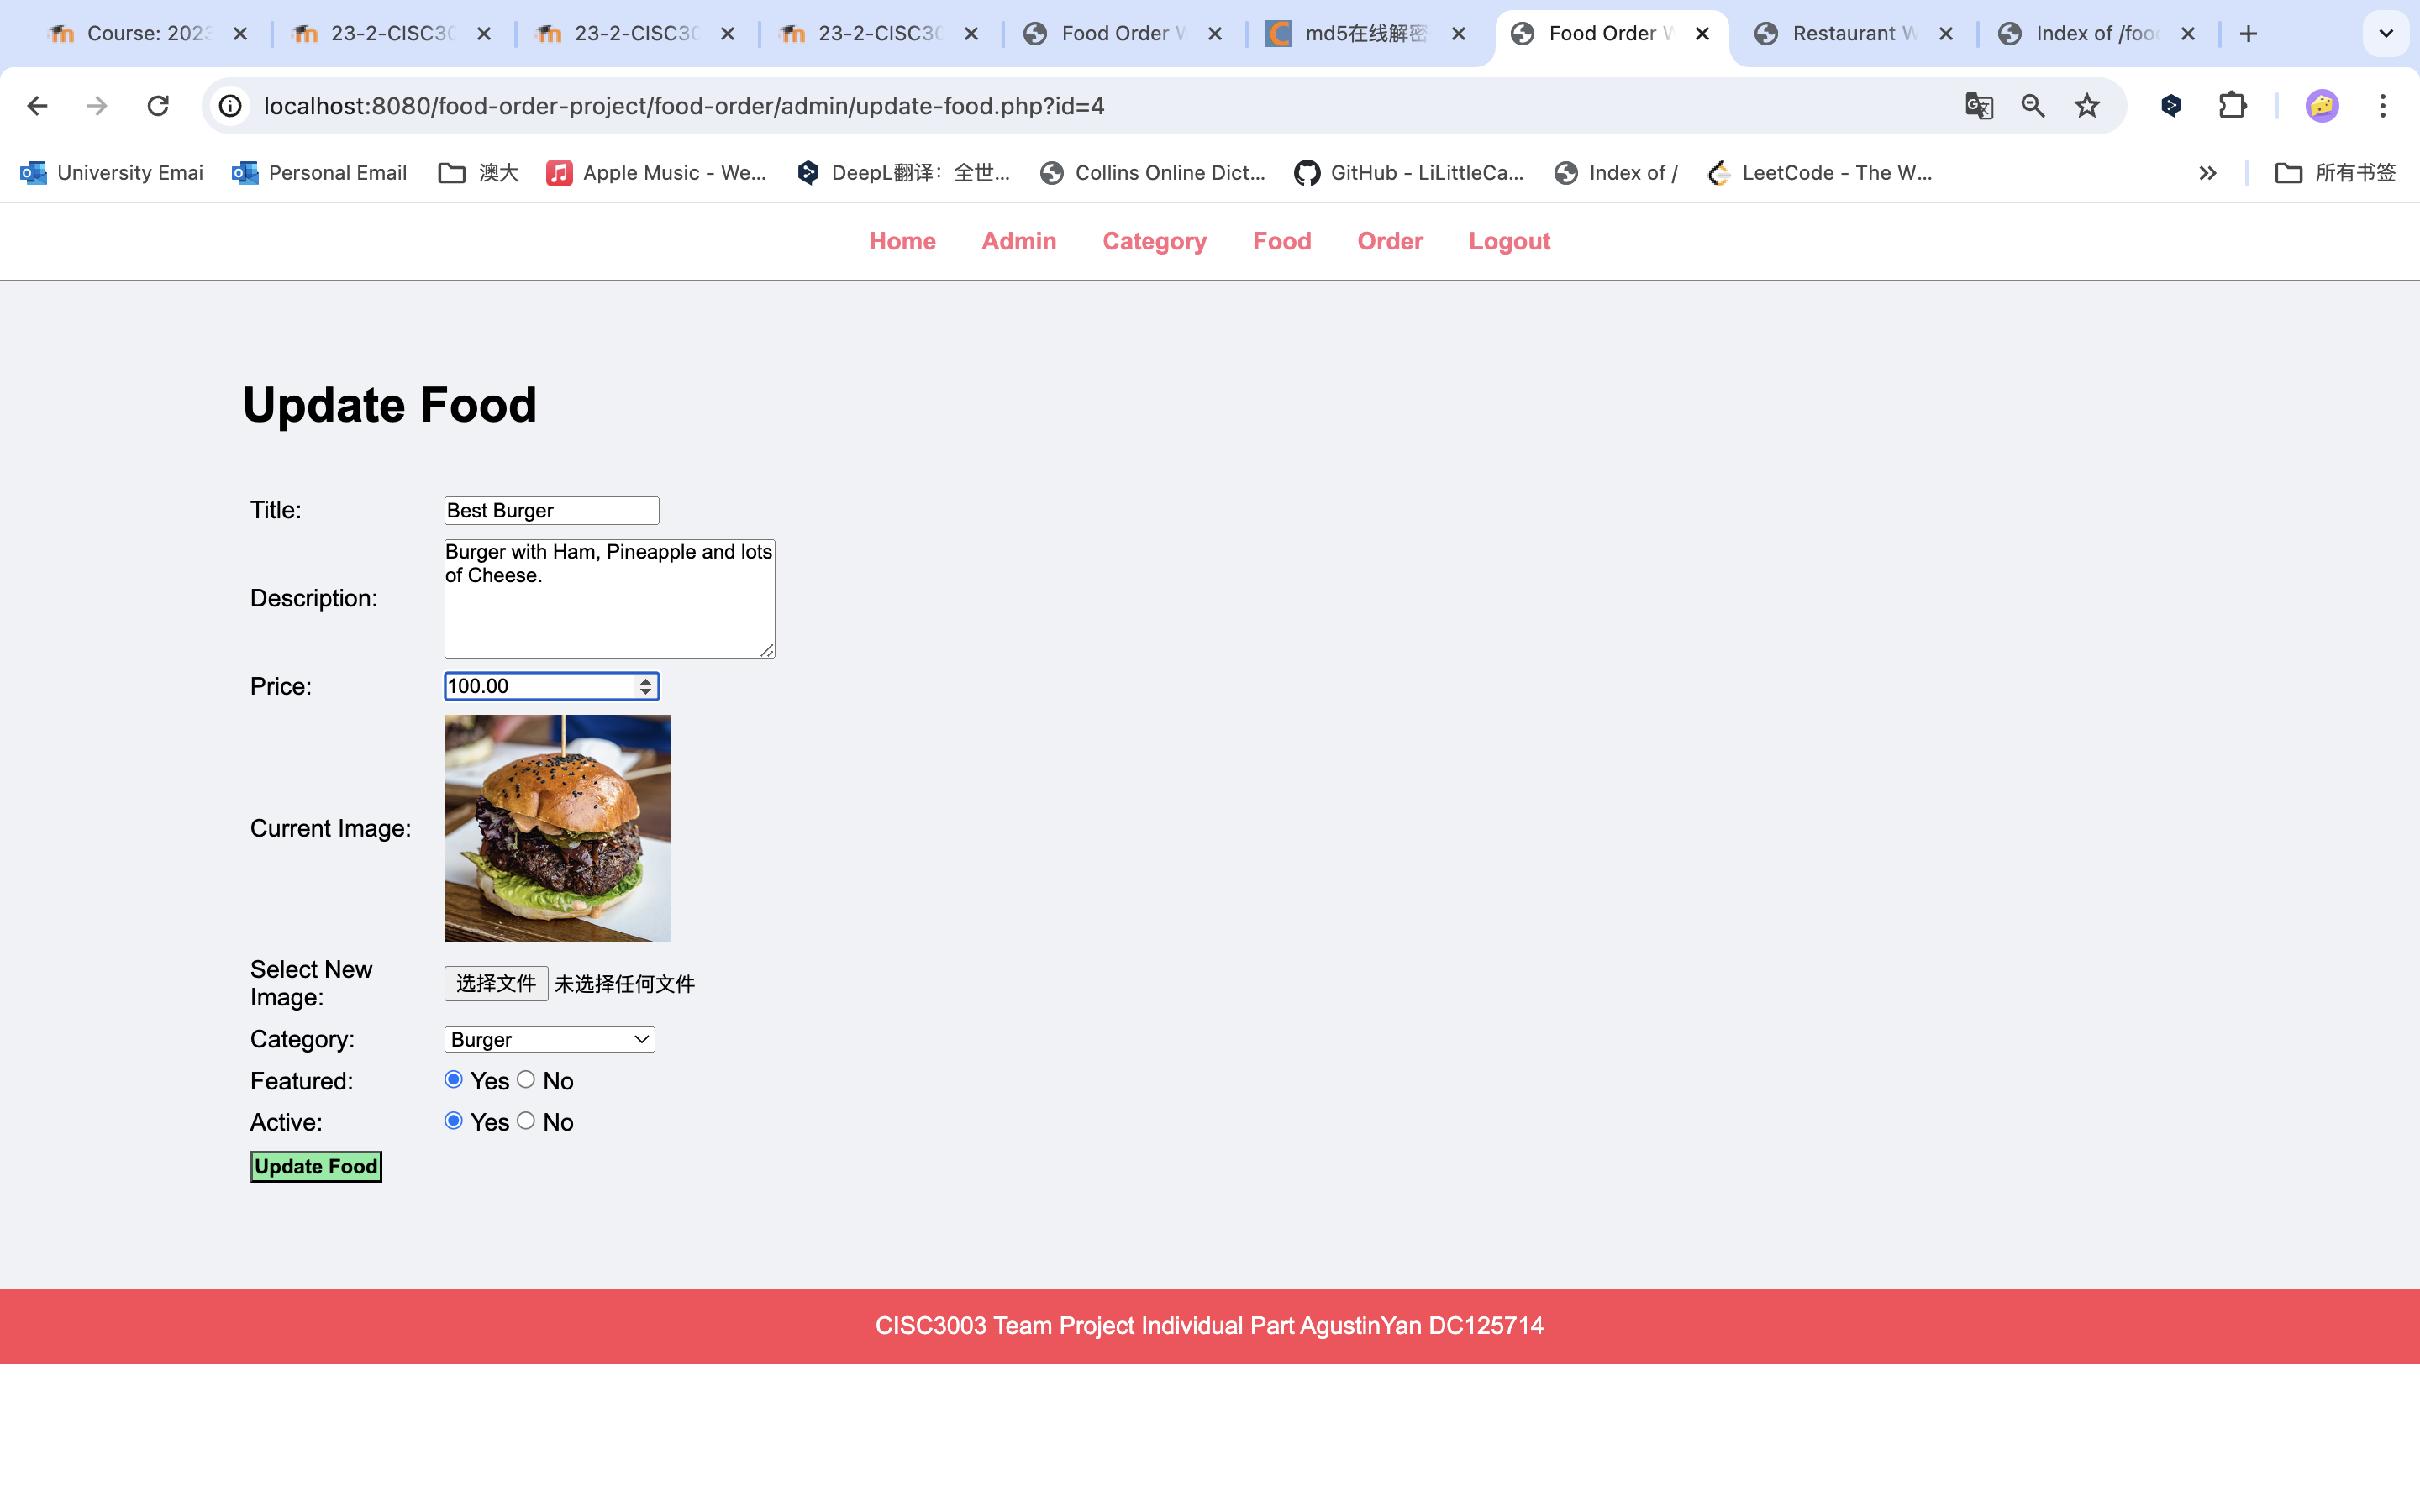 Course: 2023
23-2-CISC30
23-2-CISC30
23-2-CISC30
Food Order W
md5在线解密
Food Order W
Restaurant W
Index of /food
localhost:8080/food-order-project/food-order/admin/update-food.php?id=4
University Emai
Personal Email
澳大
Apple Music - We...
DeepL翻译：全世...
Collins Online Dict...
GitHub - LiLittleCa...
Index of /
LeetCode - The W...
所有书签
Home
Admin
Category
Food
Order
Logout
Update Food
Title:
Best Burger
Description:
Burger with Ham, Pineapple and lots
of Cheese.
Price:
100.00
Current Image:
Select New
Image:
选择文件 未选择任何文件
Category:
Burger
Featured:
Yes No
Active:
Yes No
Update Food
CISC3003 Team Project Individual Part AgustinYan DC125714